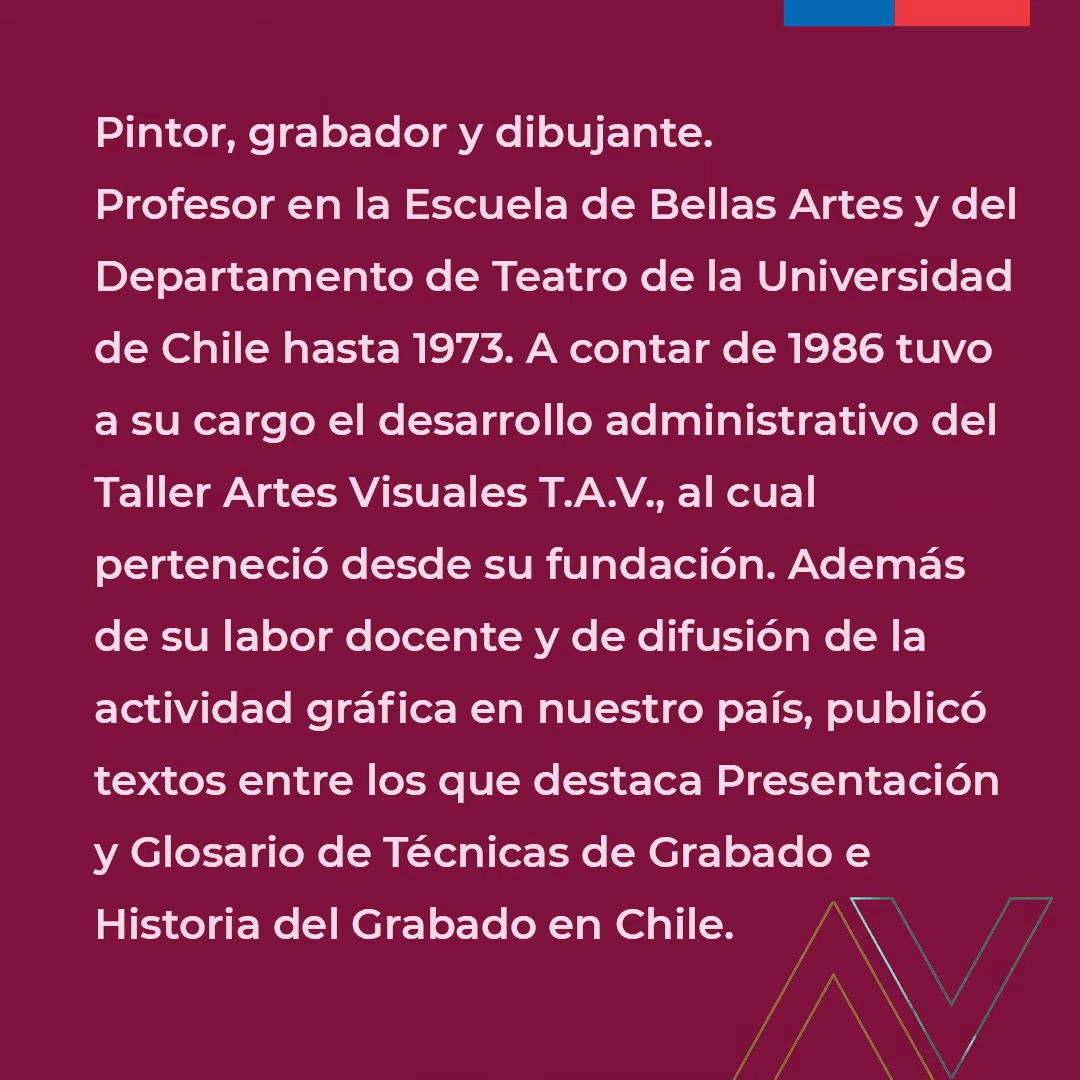 Pintor, grabador y dibujante.
Profesor en la Escuela de Bellas Artes y del
Departamento de Teatro de la Universidad
de Chile hasta 1973. A contar de 1986 tuvo
a su cargo el desarrollo administrativo del
Taller Artes Visuales T.A.V., al cual
perteneció desde su fundación. Además
de su labor docente y de difusión de la
actividad gráfica en nuestro país, publicó
textos entre los que destaca Presentación
y Glosario de Técnicas de Grabado e
Historia del Grabado en Chile.